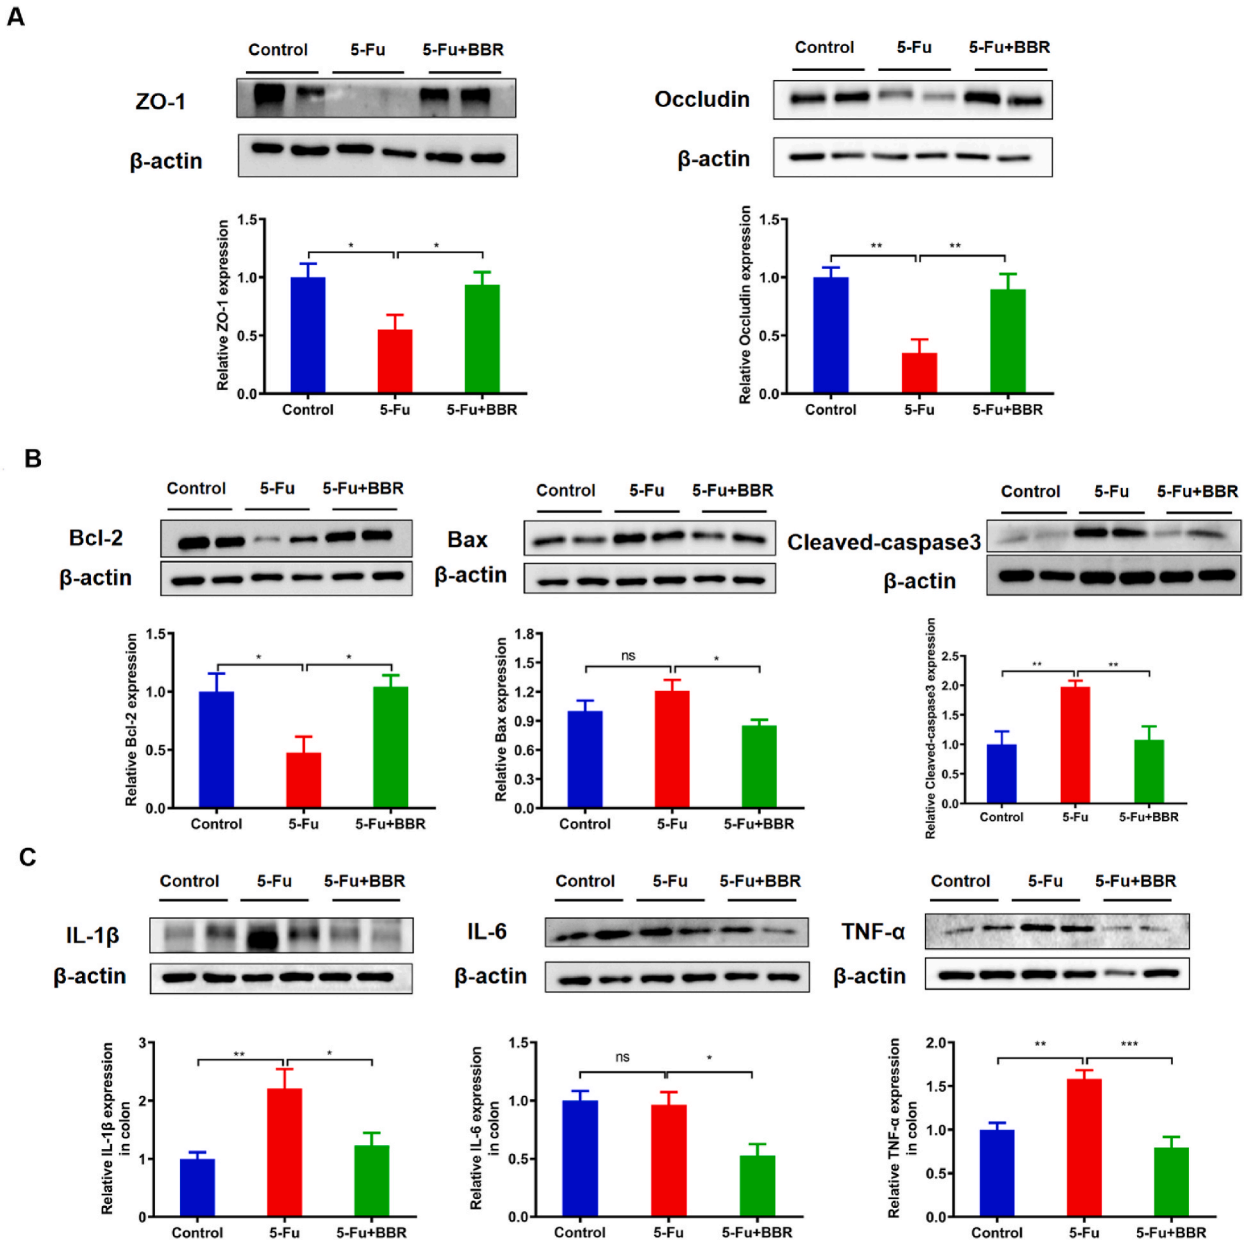 A
Control 5-Fu 5-Fu+BBR
ZO-1
β-actin
Control 5-Fu 5-Fu+BBR
Occludin
β-actin
Relative ZO-1 expression
1.5
1.0
0.5
0.0
* *
Control 5-Fu 5-Fu+BBR
Relative Occludin expression
1.5
1.0
0.5
0.0
** **
Control 5-Fu 5-Fu+BBR
B
Control 5-Fu 5-Fu+BBR
Bcl-2
β-actin
Control 5-Fu 5-Fu+BBR
Bax
β-actin
Control 5-Fu 5-Fu+BBR
Cleaved-caspase3
β-actin
Relative Bcl-2 expression
1.5
1.0
0.5
0.0
* *
Control 5-Fu 5-Fu+BBR
Relative Bax expression
1.8
1.5
1.2
0.9
0.6
0.3
0.0
ns *
Control 5-Fu 5-Fu+BBR
Relative Cleaved-caspase3 expression
2.5
2.0
1.5
1.0
0.5
0.0
** **
Control 5-Fu 5-Fu+BBR
C
Control 5-Fu 5-Fu+BBR
IL-1β
β-actin
Control 5-Fu 5-Fu+BBR
IL-6
β-actin
Control 5-Fu 5-Fu+BBR
TNF-α
β-actin
Relative IL-1β expression
in colon
3
2
1
0
** *
Control 5-Fu 5-Fu+BBR
Relative IL-6 expression
in colon
1.5
1.0
0.5
0.0
ns *
Control 5-Fu 5-Fu+BBR
Relative TNF-α expression
in colon
2.0
1.5
1.0
0.5
0.0
** ***
Control 5-Fu 5-Fu+BBR